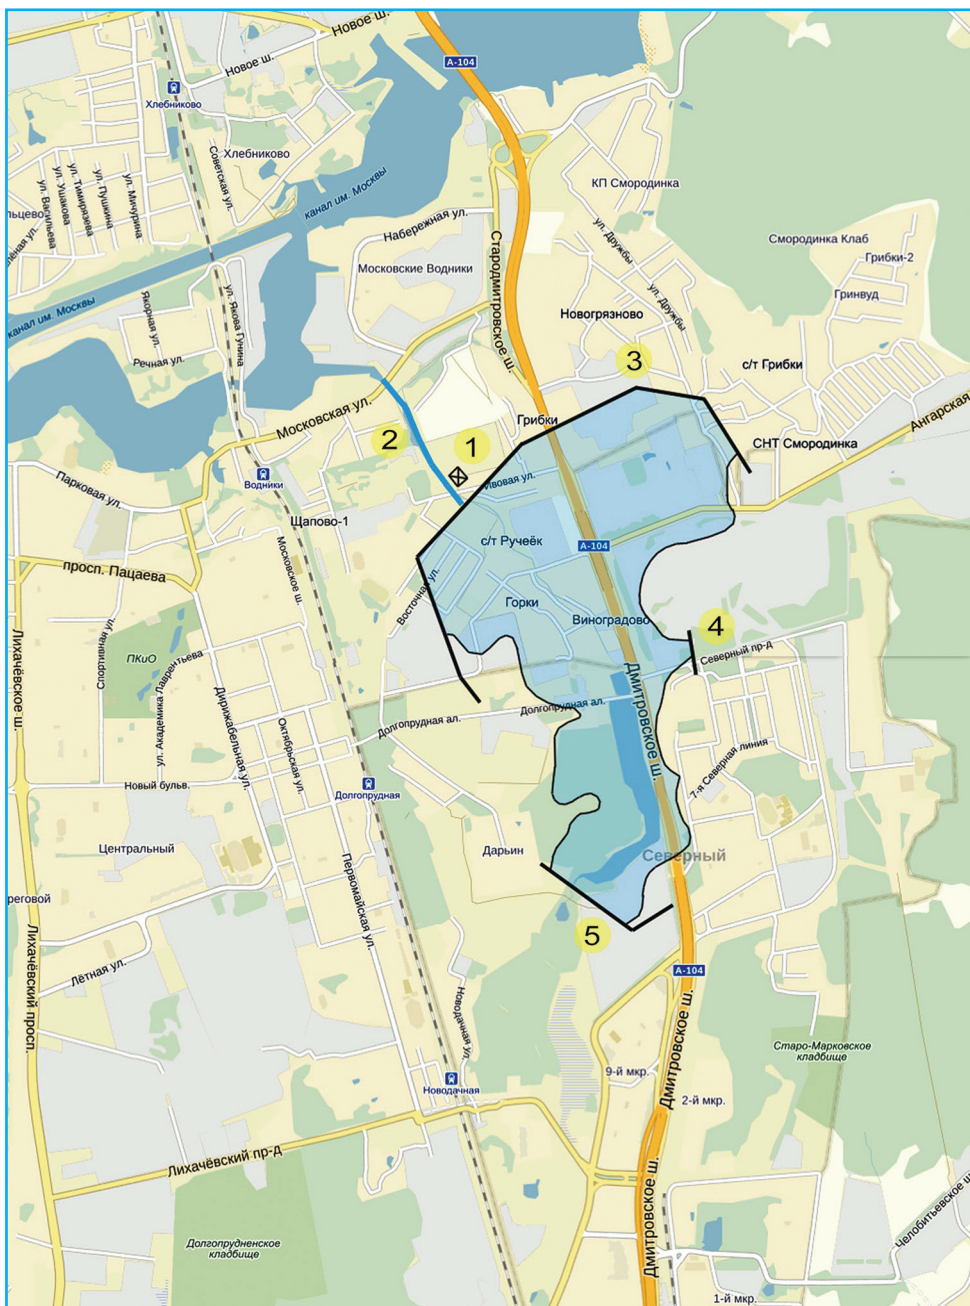 Новое ш.
А-104
Новое ш.
Хлебниково
Хлебниково
Советская ул.
канал им. Москвы
КП Смородинка
ул. Мичурина
ул. Пушкина
ул. Тимирязева
ул. Ушакова
ул. Васильева
Набережная ул.
Стародмитровское ш.
ул. Дружбы
Смородинка Клаб
Грибки-2
Гринвуд
Московские Водники
ул. Дружбы
канал им. Москвы
Якорная ул.
ул. Якова Гунина
Речная ул.
Новогрязново
3
с/т Грибки
Московская ул.
2
1
Грибки
Ангарская
СНТ Смородинка
Водники
Парковая ул.
Ивовая ул.
Щапово-1
с/т Ручеёк
А-104
просп. Пацаева
Московское ш.
Восточная ул.
Горки
Виноградово
4
Северный пр-д
Лихачёвское ш.
Спортивная ул.
ПКиО
ул. Академика Лаврентьева
Дирижабельная ул.
Октябрьская ул.
Долгопрудная ал.
Долгопрудная ал.
Дмитровское ш.
7-я Северная линия
Новый бульв.
Долгопрудная
Центральный
Дарьин
Северный
Первомайская ул.
реговой
5
Лётная ул.
Лихачёвский просп.
А-104
Новодачная ул.
Дмитровское ш.
Старо-Марковское
кладбище
9-й мкр.
Новодачная
2-й мкр.
Лихачёвский пр-д
Дмитровское ш.
Челобитьевское ш.
Долгопрудненское
кладбище
1-й мкр.